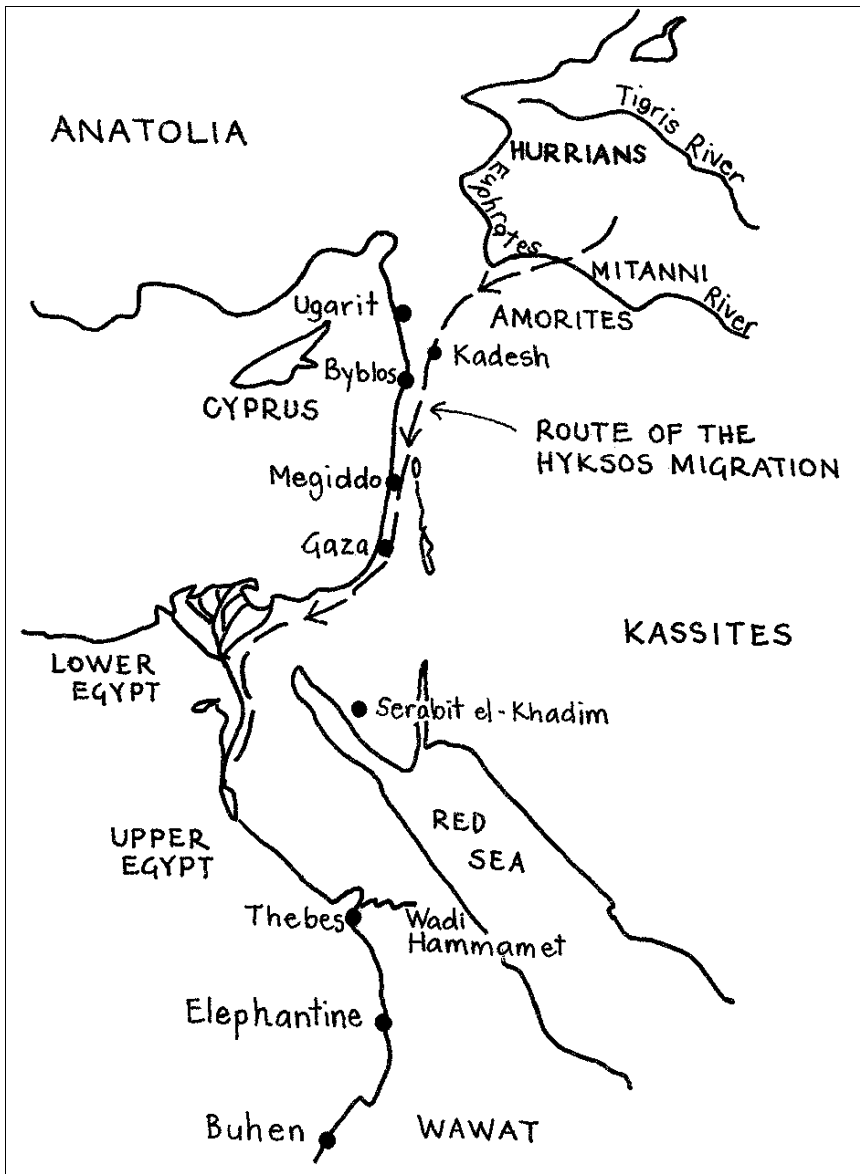 ANATOLIA
Tigris River
HURRIANS
Euphrates
MITANNI
River
Ugarit
AMORITES
Kadesh
Byblos
CYPRUS
ROUTE OF THE
HYKSOS MIGRATION
Megiddo
Gaza
KASSITES
LOWER
EGYPT
Serabit el-Khadim
RED
SEA
UPPER
EGYPT
Thebes
Wadi
Hammamet
Elephantine
Buhen
WAWAT